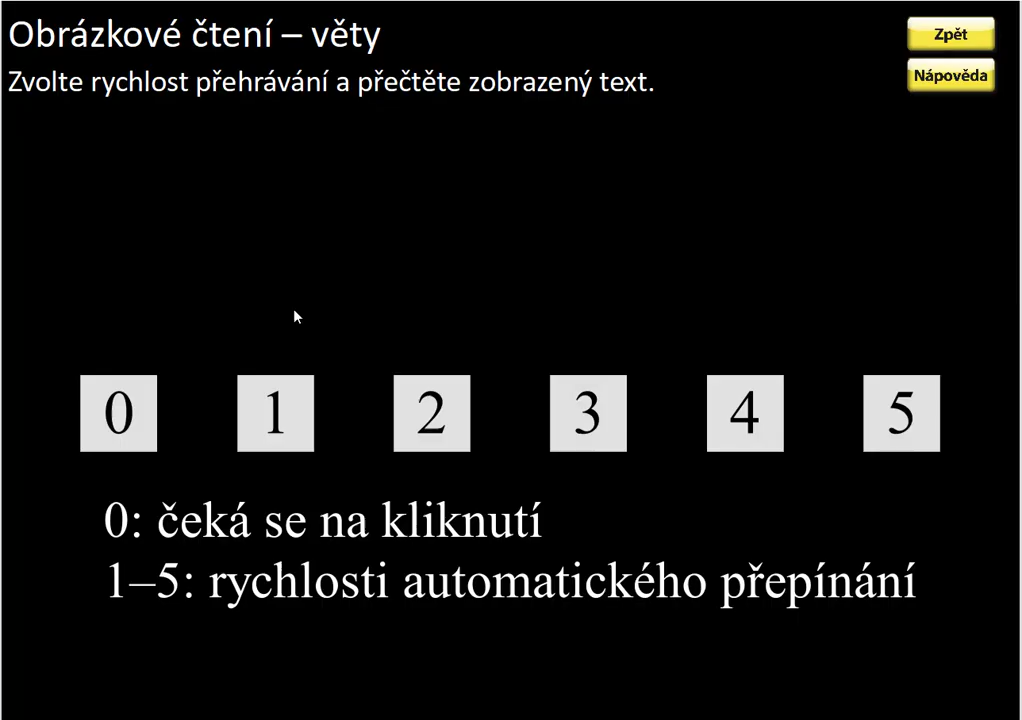 Obrázkové čtení – věty
Zpět
Zvolte rychlost přehrávání a přečtěte zobrazený text.
Nápověda
0 1 2 3 4 5
0: čeká se na kliknutí
1–5: rychlosti automatického přepínání